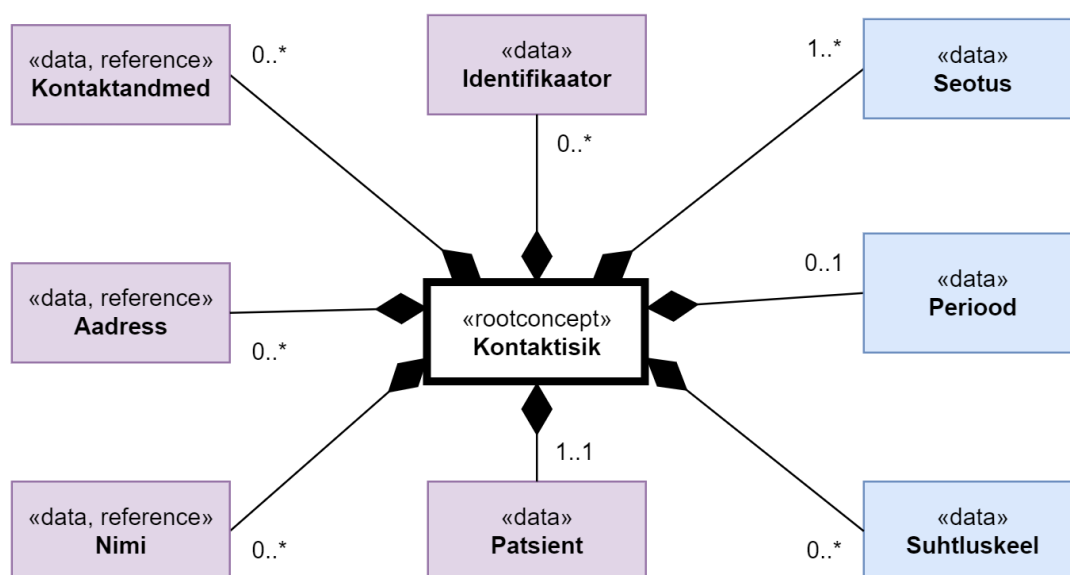 «data, reference»
Kontaktandmed
0..*
«data»
Identifikaator
0..*
1..*
«data»
Seotus
«data, reference»
Aadress
0..*
«rootconcept»
Kontaktisik
0..1
«data»
Periood
«data, reference»
Nimi
0..*
1..1
«data»
Patsient
0..*
«data»
Suhtluskeel